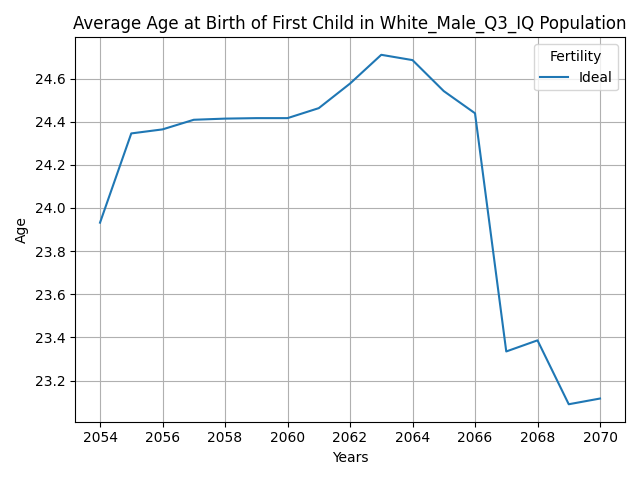 Average Age at Birth of First Child in White_Male_Q3_IQ Population
Fertility
Ideal
Age
24.6
24.4
24.2
24.0
23.8
23.6
23.4
23.2
2054 2056 2058 2060 2062 2064 2066 2068 2070
Years